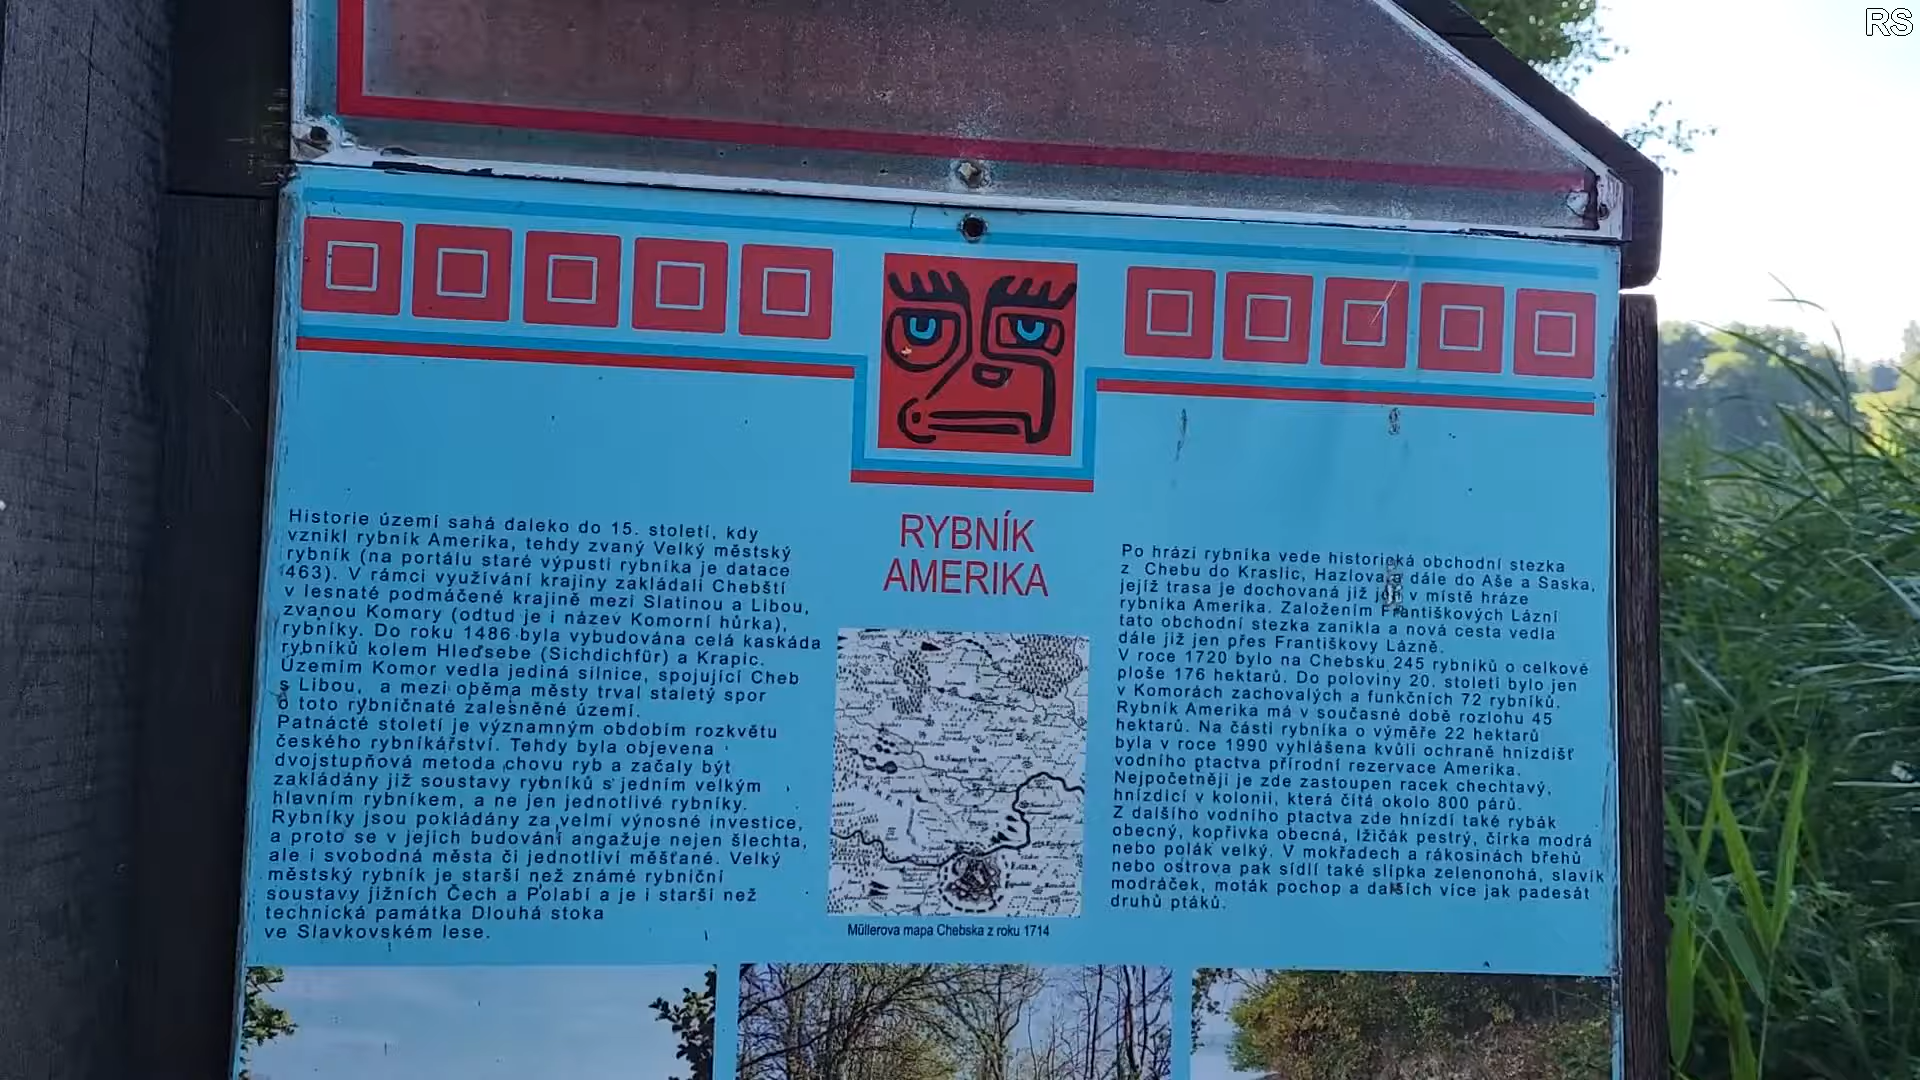 RS
Historie území sahá daleko do 15. století, kdy
vznikl rybník Amerika, tehdy zvaný Velký městský
rybník (na portálu staré výpusti rybníka je datace
463). V rámci využívání krajiny zakládali Chebští
v lesnaté podmáčené krajině mezi Slatinou a Libou,
zvanou Komory (odtud je i název Komorní hůrka),
rybníky. Do roku 1486 byla vybudována celá kaskáda
rybníků kolem Hleďsebe (Sichdichfür) a Krapic.
Územím Komor vedla jediná silnice, spojující Cheb
s Libou, a mezi oběma městy trval staletý spor
o toto rybničnaté zalesněné území.
Patnácté století je významným obdobím rozkvětu
českého rybníkářství. Tehdy byla objevena
dvojstupňová metoda chovu ryb a začaly být
zakládány již soustavy rybníků s jedním velkým
hlavním rybníkem, a ne jen jednotlivé rybníky.
Rybníky jsou pokládány za velmi výnosné investice,
a proto se v jejich budování angažuje nejen šlechta,
ale i svobodná města či jednotliví měšťané. Velký
městský rybník je starší než známé rybniční
soustavy jižních Čech a Polabí a je i starší než
technická památka Dlouhá stoka
ve Slavkovském lese.
RYBNÍK
AMERIKA
Müllerova mapa Chebska z roku 1714
Po hrázi rybníka vede historická obchodní stezka
z Chebu do Kraslic, Hazlova a dále do Aše a Saska,
jejíž trasa je dochovaná již jen v místě hráze
rybníka Amerika. Založením Františkových Lázní
tato obchodní stezka zanikla a nová cesta vedla
dále již jen přes Františkovy Lázně.
V roce 1720 bylo na Chebsku 245 rybníků o celkové
ploše 176 hektarů. Do poloviny 20. století bylo jen
v Komorách zachovalých a funkčních 72 rybníků.
Rybník Amerika má v současné době rozlohu 45
hektarů. Na části rybníka o výměře 22 hektarů
byla v roce 1990 vyhlášena kvůli ochraně hnízdišť
vodního ptactva přírodní rezervace Amerika.
Nejpočetněji je zde zastoupen racek chechtavý,
hnízdící v kolonii, která čítá okolo 800 párů.
Z dalšího vodního ptactva zde hnízdí také rybák
obecný, kopřivka obecná, lžičák pestrý, čírka modrá
nebo polák velký. V mokřadech a rákosinách břehů
nebo ostrova pak sídlí také slípka zelenonohá, slavík
modráček, moták pochop a dalších více jak padesát
druhů ptáků.